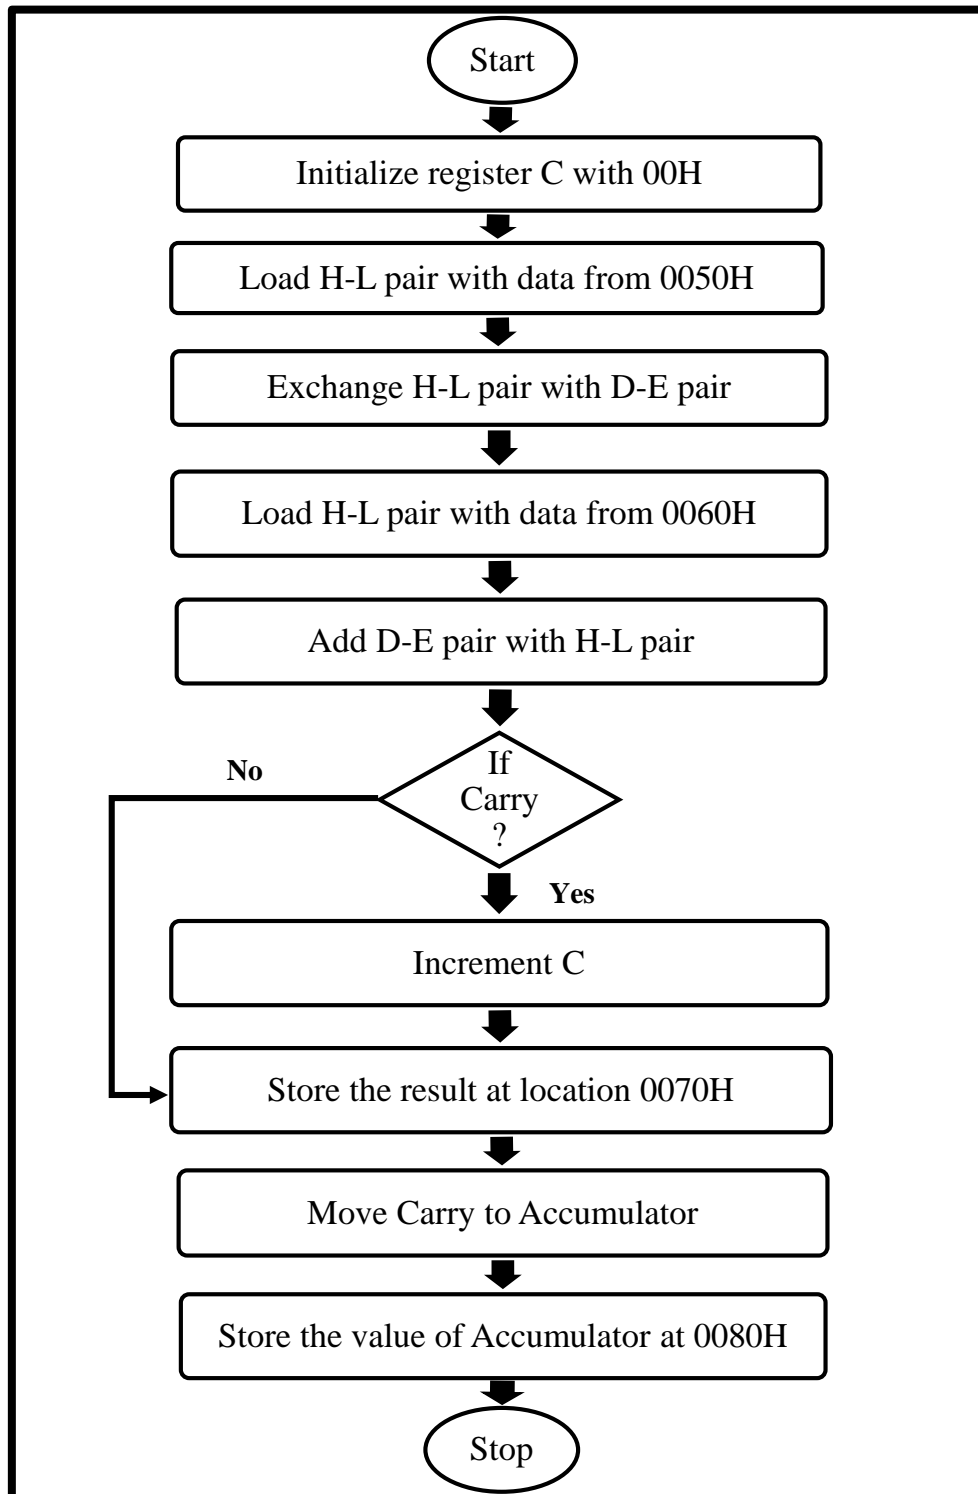 Start
Initialize register C with 00H
Load H-L pair with data from 0050H
Exchange H-L pair with D-E pair
Load H-L pair with data from 0060H
Add D-E pair with H-L pair
If
Carry
?
No
Yes
Increment C
Store the result at location 0070H
Move Carry to Accumulator
Store the value of Accumulator at 0080H
Stop